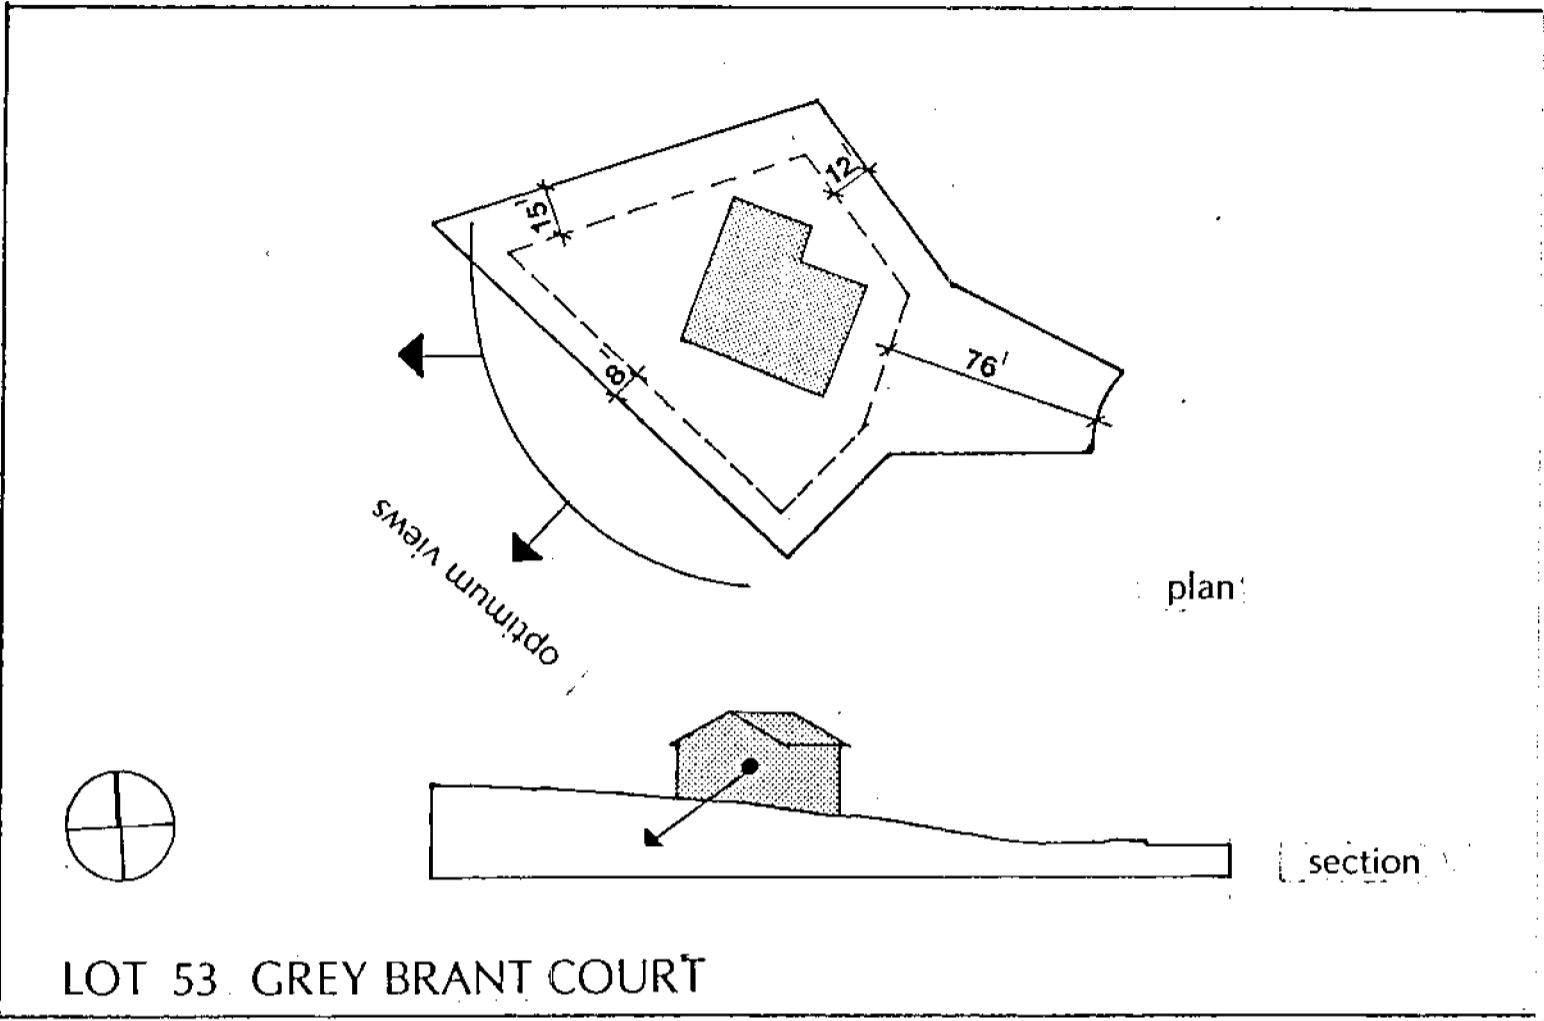 12'
15'
76'
8'
optimum views
plan
section
LOT 53 GREY BRANT COURT